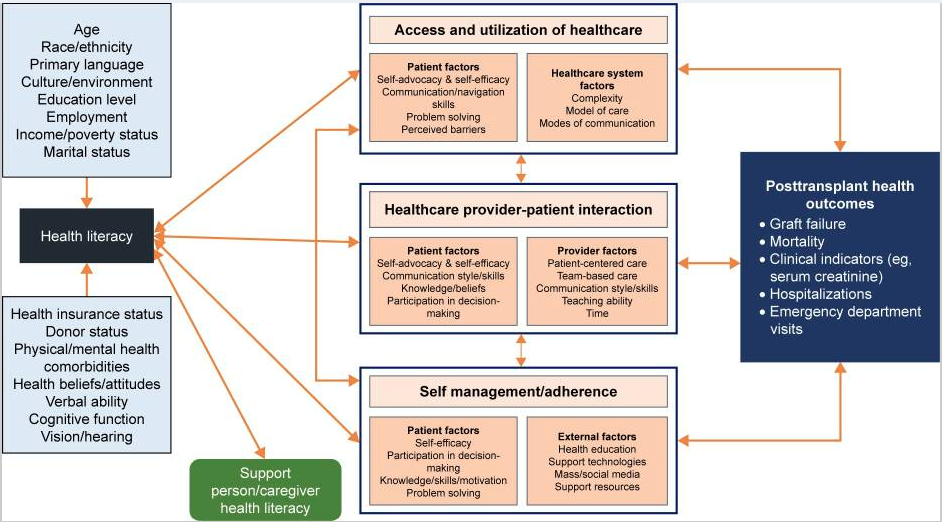 Age
Race/ethnicity
Primary language
Culture/environment
Education level
Employment
Income/poverty status
Marital status
Health literacy
Health insurance status
Donor status
Physical/mental health
comorbidities
Health beliefs/attitudes
Verbal ability
Cognitive function
Vision/hearing
Support
person/caregiver
health literacy
Access and utilization of healthcare
Patient factors
Self-advocacy & self-efficacy
Communication/navigation
skills
Problem solving
Perceived barriers
Healthcare system
factors
Complexity
Model of care
Modes of communication
Healthcare provider-patient interaction
Patient factors
Self-advocacy & self-efficacy
Communication style/skills
Knowledge/beliefs
Participation in decision-
making
Provider factors
Patient-centered care
Team-based care
Communication style/skills
Teaching ability
Time
Self management/adherence
Patient factors
Self-efficacy
Participation in decision-
making
Knowledge/skills/motivation
Problem solving
External factors
Health education
Support technologies
Mass/social media
Support resources
Posttransplant health
outcomes
• Graft failure
• Mortality
• Clinical indicators (eg,
serum creatinine)
• Hospitalizations
• Emergency department
visits